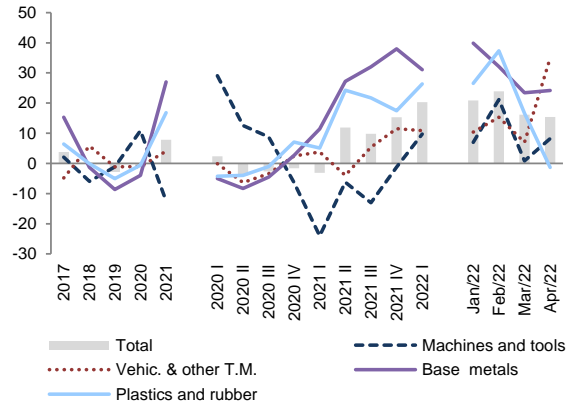 50
40
30
20
10
0
-10
-20
-30
2017
2018
2019
2020
2021
2020 I
2020 II
2020 III
2020 IV
2021 I
2021 II
2021 III
2021 IV
2022 I
Jan/22
Feb/22
Mar/22
Apr/22
Total
Machines and tools
Vehic. & other T.M.
Base metals
Plastics and rubber